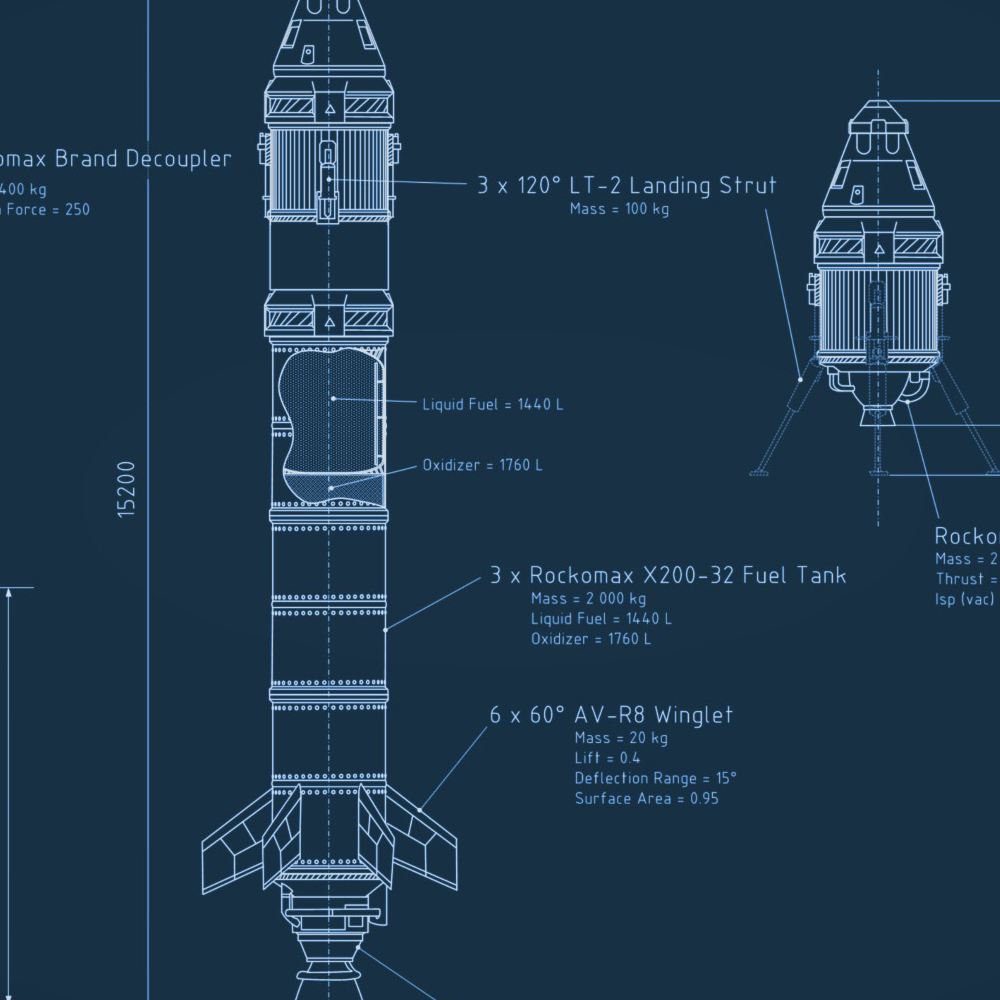 Brand Decoupler
400 kg
Force = 250
3 x 120° LT-2 Landing Strut
Mass = 100 kg
Liquid Fuel = 1440 L
Oxidizer = 1760 L
15200
3 x Rockomax X200-32 Fuel Tank
Mass = 2 000 kg
Liquid Fuel = 1440 L
Oxidizer = 1760 L
6 x 60° AV-R8 Winglet
Mass = 20 kg
Lift = 0.4
Deflection Range = 15°
Surface Area = 0.95
Mass = 2
Thrust =
Isp (vac)